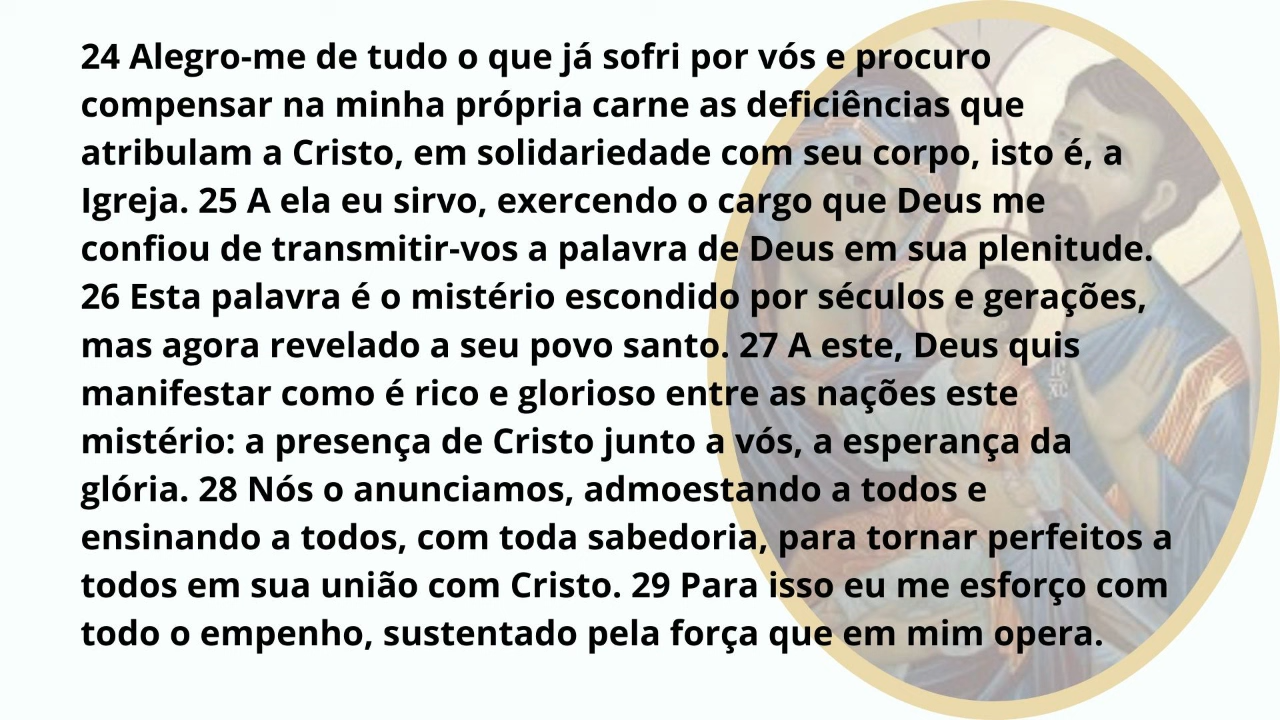 24 Alegro-me de tudo o que já sofri por vós e procuro
compensar na minha própria carne as deficiências que
atribulam a Cristo, em solidariedade com seu corpo, isto é, a
Igreja. 25 A ela eu sirvo, exercendo o cargo que Deus me
confiou de transmitir-vos a palavra de Deus em sua plenitude.
26 Esta palavra é o mistério escondido por séculos e gerações,
mas agora revelado a seu povo santo. 27 A este, Deus quis
manifestar como é rico e glorioso entre as nações este
mistério: a presença de Cristo junto a vós, a esperança da
glória. 28 Nós o anunciamos, admoestando a todos e
ensinando a todos, com toda sabedoria, para tornar perfeitos a
todos em sua união com Cristo. 29 Para isso eu me esforço com
todo o empenho, sustentado pela força que em mim opera.
IC
XC